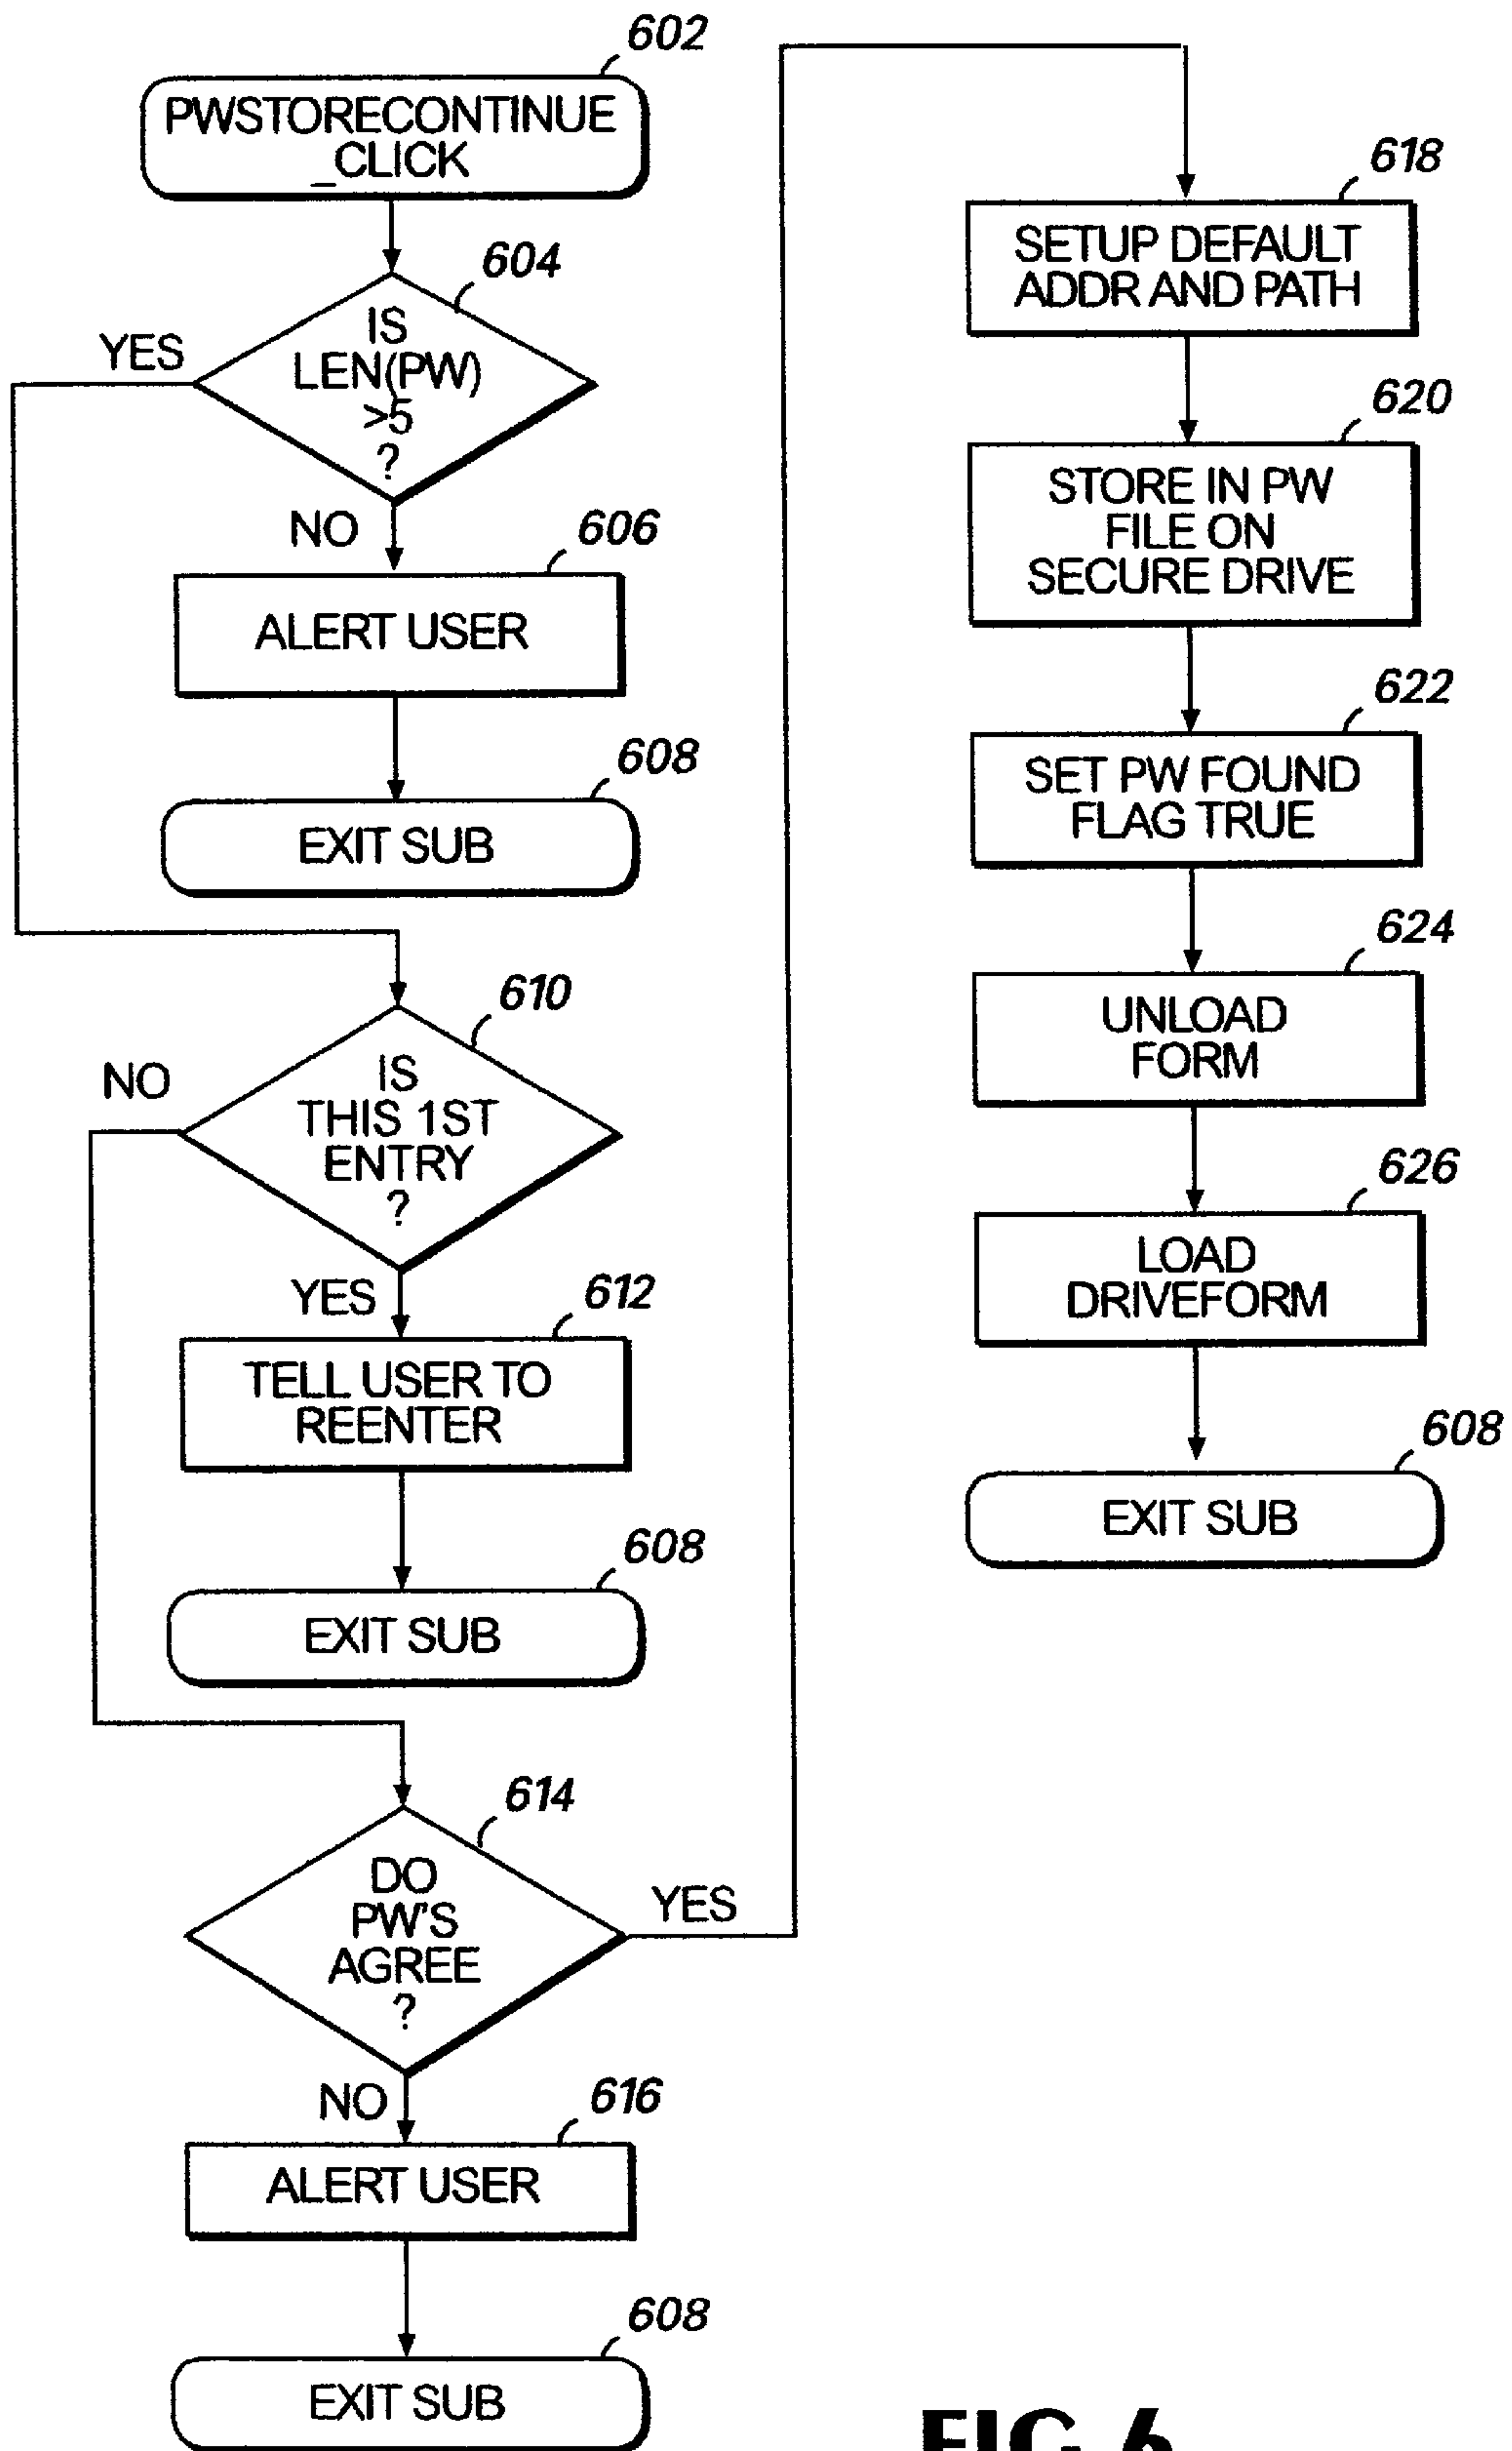 602
PWSTORECONTINUE
_CLICK
604
IS
LEN(PW)
>5
?
YES
NO
606
ALERT USER
608
EXIT SUB
610
IS
THIS 1ST
ENTRY
?
NO
YES
612
TELL USER TO
REENTER
608
EXIT SUB
614
DO
PW'S
AGREE
?
YES
NO
616
ALERT USER
608
EXIT SUB
618
SETUP DEFAULT
ADDR AND PATH
620
STORE IN PW
FILE ON
SECURE DRIVE
622
SET PW FOUND
FLAG TRUE
624
UNLOAD
FORM
626
LOAD
DRIVEFORM
608
EXIT SUB
FIG. 6